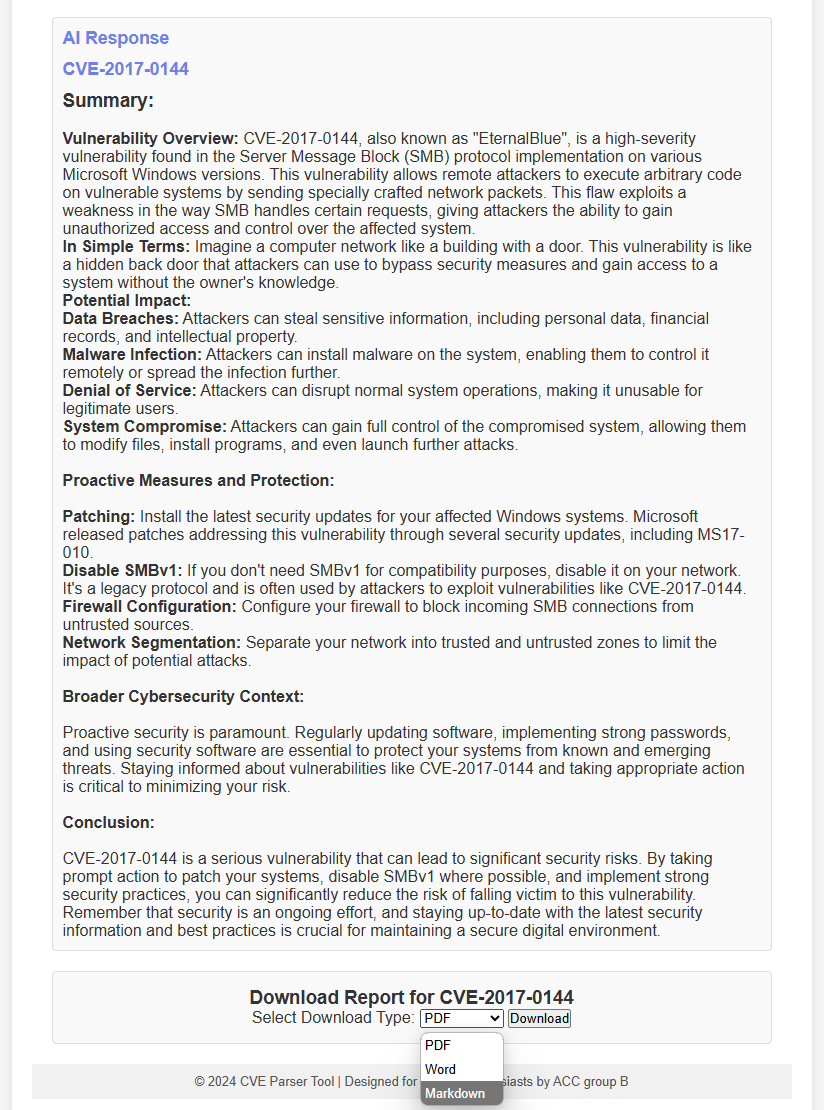 AI Response
CVE-2017-0144
Summary:
Vulnerability Overview: CVE-2017-0144, also known as "EternalBlue", is a high-severity
vulnerability found in the Server Message Block (SMB) protocol implementation on various
Microsoft Windows versions. This vulnerability allows remote attackers to execute arbitrary code
on vulnerable systems by sending specially crafted network packets. This flaw exploits a
weakness in the way SMB handles certain requests, giving attackers the ability to gain
unauthorized access and control over the affected system.
In Simple Terms: Imagine a computer network like a building with a door. This vulnerability is like
a hidden back door that attackers can use to bypass security measures and gain access to a
system without the owner's knowledge.
Potential Impact:
Data Breaches: Attackers can steal sensitive information, including personal data, financial
records, and intellectual property.
Malware Infection: Attackers can install malware on the system, enabling them to control it
remotely or spread the infection further.
Denial of Service: Attackers can disrupt normal system operations, making it unusable for
legitimate users.
System Compromise: Attackers can gain full control of the compromised system, allowing them
to modify files, install programs, and even launch further attacks.
Proactive Measures and Protection:
Patching: Install the latest security updates for your affected Windows systems. Microsoft
released patches addressing this vulnerability through several security updates, including MS17-
010.
Disable SMBv1: If you don't need SMBv1 for compatibility purposes, disable it on your network.
It's a legacy protocol and is often used by attackers to exploit vulnerabilities like CVE-2017-0144.
Firewall Configuration: Configure your firewall to block incoming SMB connections from
untrusted sources.
Network Segmentation: Separate your network into trusted and untrusted zones to limit the
impact of potential attacks.
Broader Cybersecurity Context:
Proactive security is paramount. Regularly updating software, implementing strong passwords,
and using security software are essential to protect your systems from known and emerging
threats. Staying informed about vulnerabilities like CVE-2017-0144 and taking appropriate action
is critical to minimizing your risk.
Conclusion:
CVE-2017-0144 is a serious vulnerability that can lead to significant security risks. By taking
prompt action to patch your systems, disable SMBv1 where possible, and implement strong
security practices, you can significantly reduce the risk of falling victim to this vulnerability.
Remember that security is an ongoing effort, and staying up-to-date with the latest security
information and best practices is crucial for maintaining a secure digital environment.
Download Report for CVE-2017-0144
Select Download Type: PDF Download
PDF
Word
Markdown
© 2024 CVE Parser Tool | Designed for siasts by ACC group B